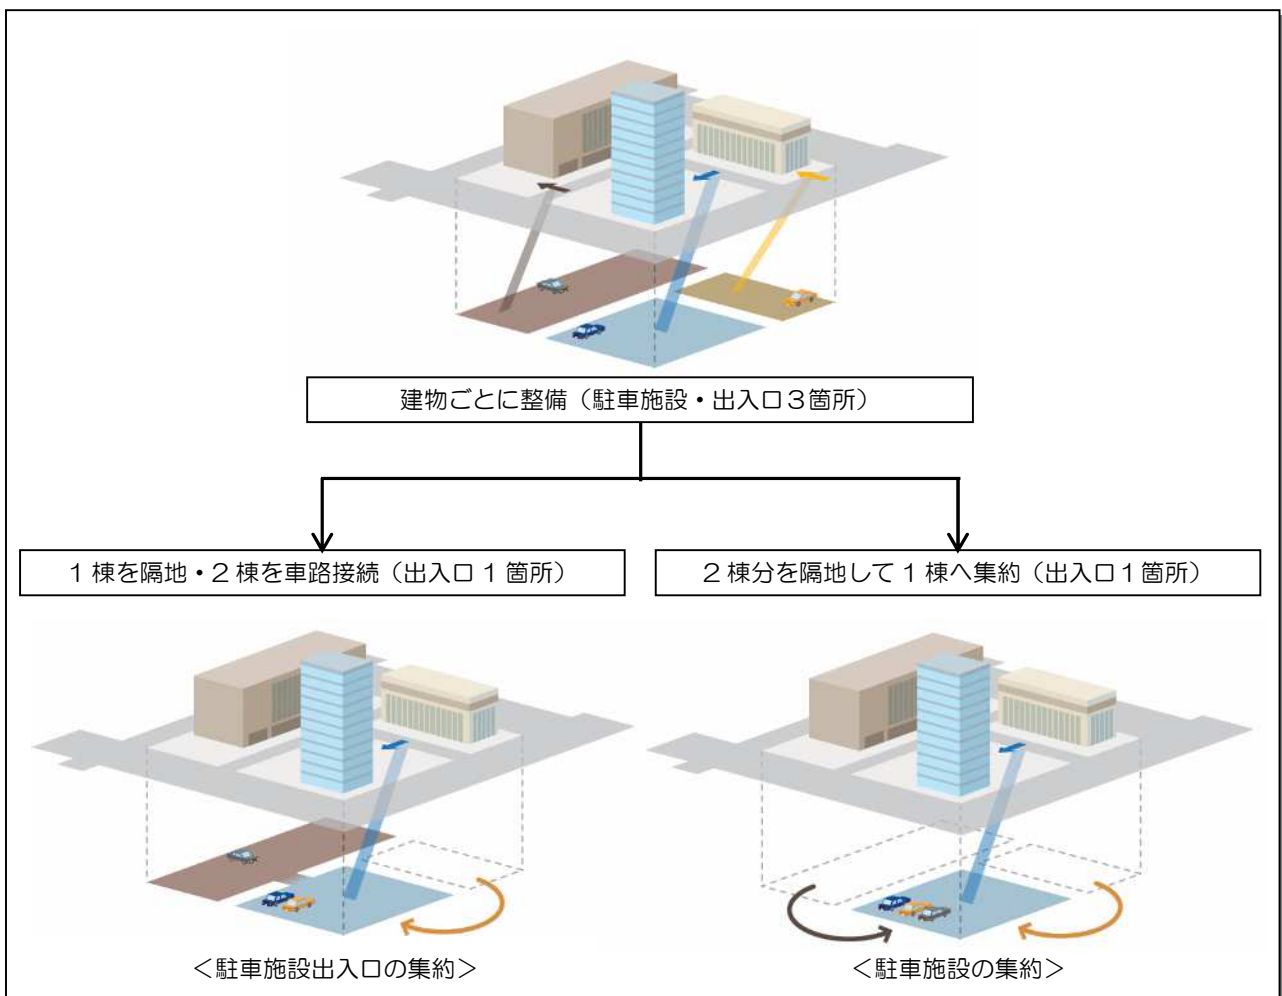 建物ごとに整備（駐車施設・出入口３箇所）
１棟を隔地・２棟を車路接続（出入口１箇所）
２棟分を隔地して１棟へ集約（出入口１箇所）
＜駐車施設出入口の集約＞
＜駐車施設の集約＞